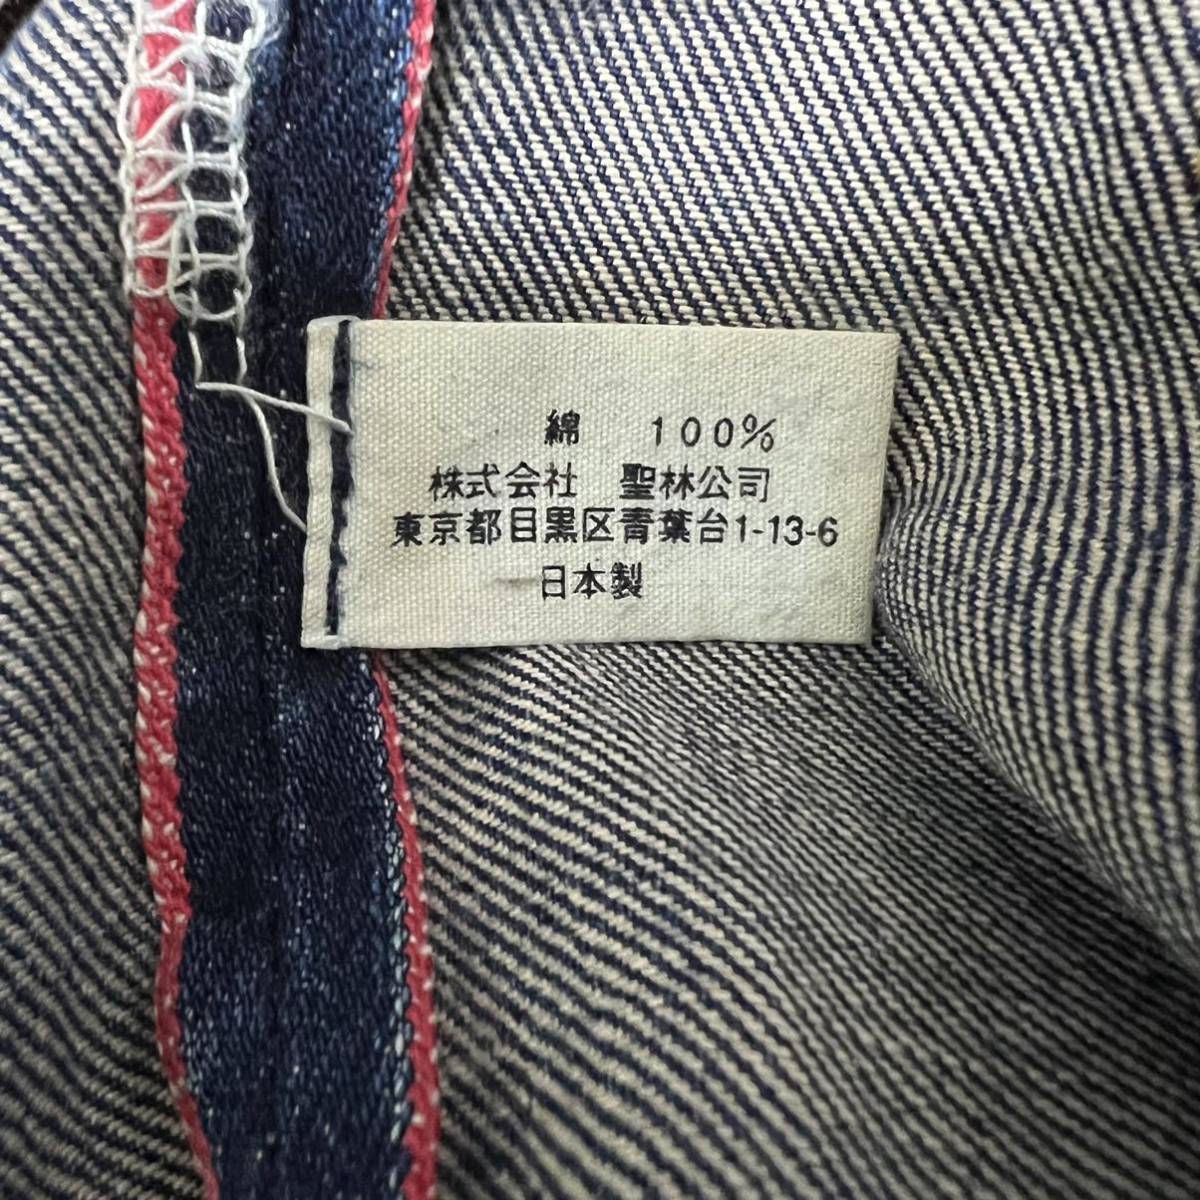 綿 100%
株式会社 聖林公司
東京都目黒区青葉台1-13-6
日本製